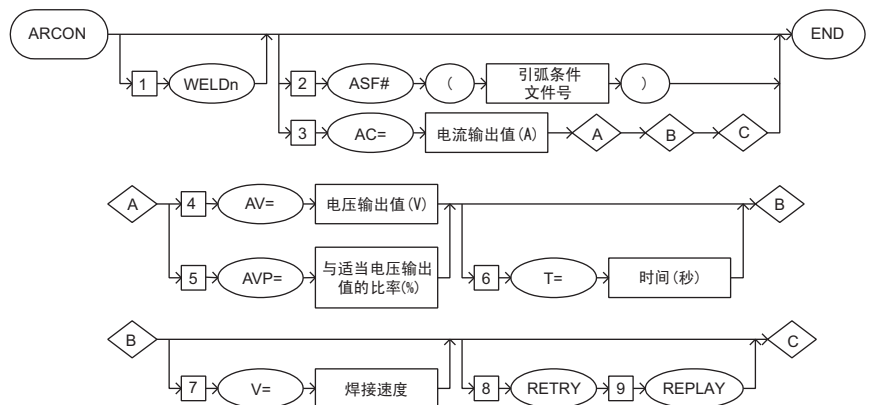 ARCON
END
1 WELDn
2 ASF# ( 引弧条件
文件号 )
3 AC= 电流输出值(A) A B C
A 4 AV= 电压输出值(V) B
5 AVP= 与适当电压输出
值的比率(%)
6 T= 时间(秒)
B C
7 V= 焊接速度 8 RETRY 9 REPLAY